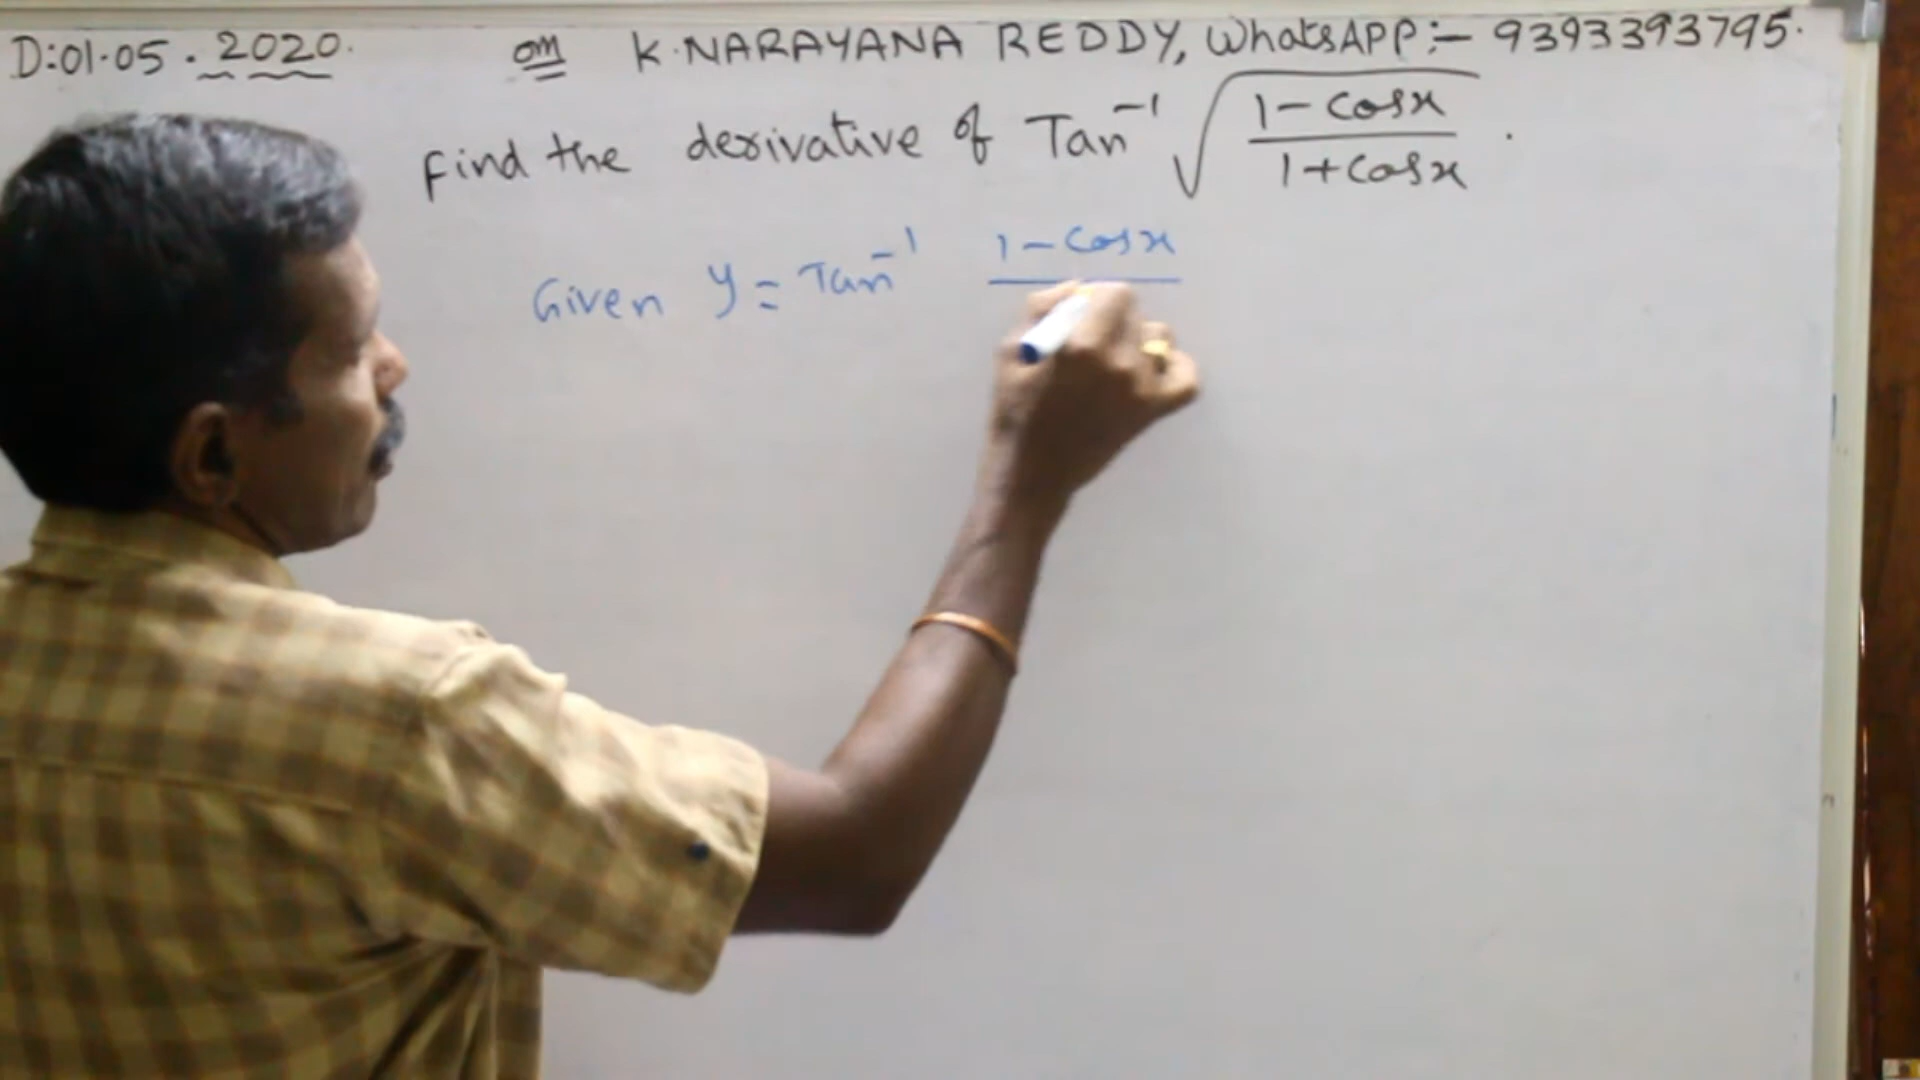 D:01.05.2020. om K.NARAYANA REDDY, WhatsAPP:- 9393393795.
Find the derivative of Tan⁻¹ √((1-cosx)/(1+cosx)).
Given y = Tan⁻¹ 1-cosx